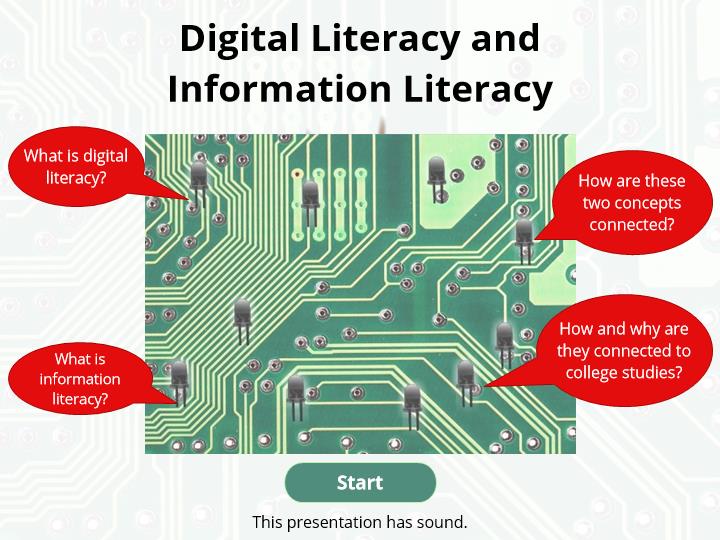 Digital Literacy and
Information Literacy
What is digital
literacy?
How are these
two concepts
connected?
How and why are
they connected to
college studies?
What is
information
literacy?
Start
This presentation has sound.